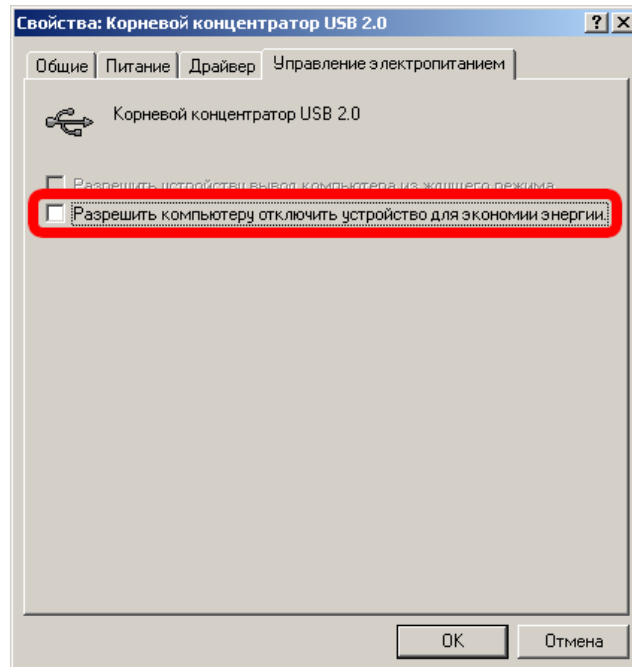 Свойства: Корневой концентратор USB 2.0
Общие Питание Драйвер Управление электропитанием
Корневой концентратор USB 2.0
Разрешить устройству вывод компьютера из ждущего режима
Разрешить компьютеру отключить устройство для экономии энергии.
OK Отмена